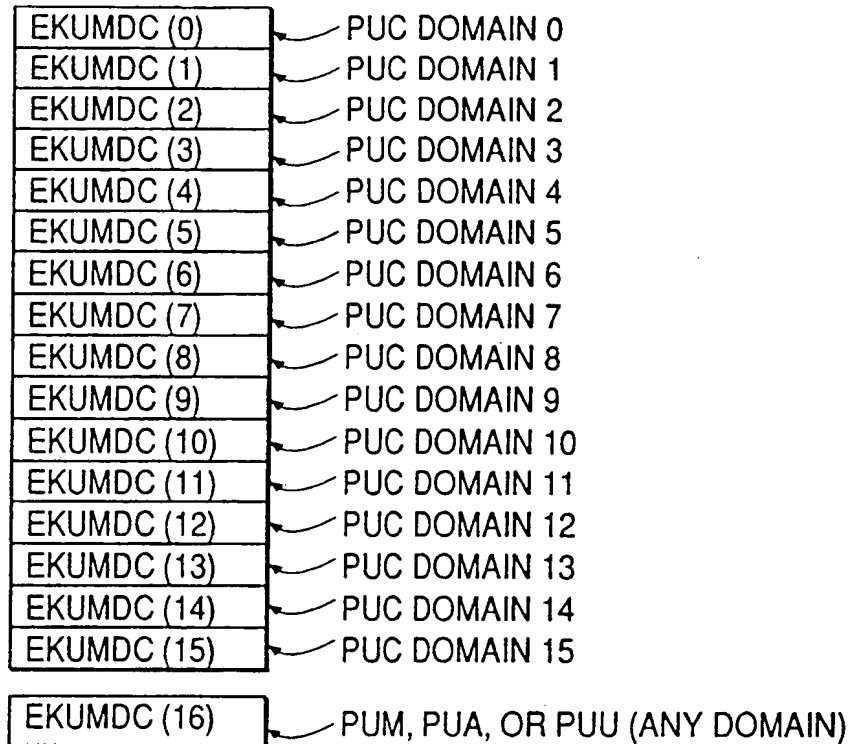 EKUMDC (0) PUC DOMAIN 0
EKUMDC (1) PUC DOMAIN 1
EKUMDC (2) PUC DOMAIN 2
EKUMDC (3) PUC DOMAIN 3
EKUMDC (4) PUC DOMAIN 4
EKUMDC (5) PUC DOMAIN 5
EKUMDC (6) PUC DOMAIN 6
EKUMDC (7) PUC DOMAIN 7
EKUMDC (8) PUC DOMAIN 8
EKUMDC (9) PUC DOMAIN 9
EKUMDC (10) PUC DOMAIN 10
EKUMDC (11) PUC DOMAIN 11
EKUMDC (12) PUC DOMAIN 12
EKUMDC (13) PUC DOMAIN 13
EKUMDC (14) PUC DOMAIN 14
EKUMDC (15) PUC DOMAIN 15
EKUMDC (16) PUM, PUA, OR PUU (ANY DOMAIN)